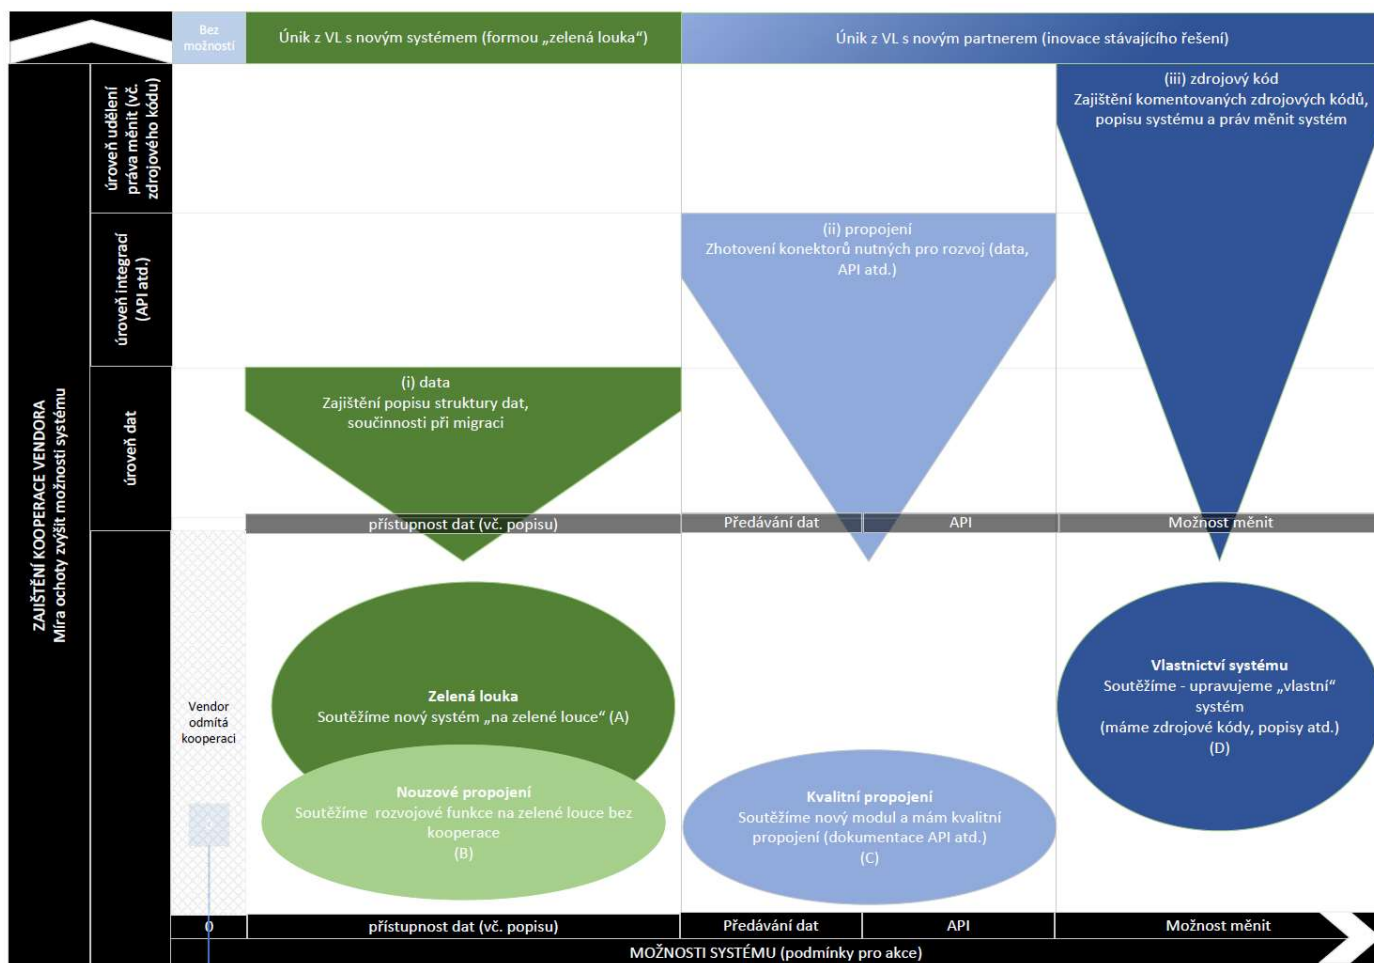 Bez
možností
Únik z VL s novým systémem (formou „zelená louka“)
Únik z VL s novým partnerem (inovace stávajícího řešení)
ZAJIŠTĚNÍ KOOPERACE VENDORA
Míra ochoty zvýšit možnosti systému
úroveň udělení
práva měnit (vč.
zdrojového kódu)
(iii) zdrojový kód
Zajištění komentovaných zdrojových kódů,
popisu systému a práv měnit systém
úroveň integrací
(API atd.)
(ii) propojení
Zhotovení konektorů nutných pro rozvoj (data,
API atd.)
úroveň dat
(i) data
Zajištění popisu struktury dat,
součinnosti při migraci
přístupnost dat (vč. popisu)
Předávání dat
API
Možnost měnit
Vendor
odmítá
kooperaci
Zelená louka
Soutěžíme nový systém „na zelené louce“ (A)
Nouzové propojení
Soutěžíme rozvojové funkce na zelené louce bez
kooperace
(B)
Kvalitní propojení
Soutěžíme nový modul a mám kvalitní
propojení (dokumentace API atd.)
(C)
Vlastnictví systému
Soutěžíme - upravujeme „vlastní“
systém
(máme zdrojové kódy, popisy atd.)
(D)
0
přístupnost dat (vč. popisu)
Předávání dat
API
Možnost měnit
MOŽNOSTI SYSTÉMU (podmínky pro akce)